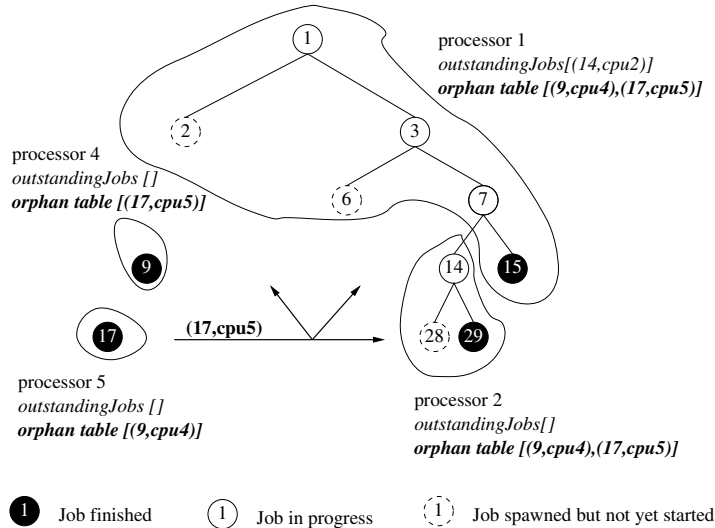 1
processor 1
outstandingJobs[(14,cpu2)]
orphan table [(9,cpu4),(17,cpu5)]
2
3
processor 4
outstandingJobs []
orphan table [(17,cpu5)]
6
7
9
14
15
17
(17,cpu5)
28
29
processor 5
outstandingJobs []
orphan table [(9,cpu4)]
processor 2
outstandingJobs[]
orphan table [(9,cpu4),(17,cpu5)]
1 Job finished
1 Job in progress
1 Job spawned but not yet started